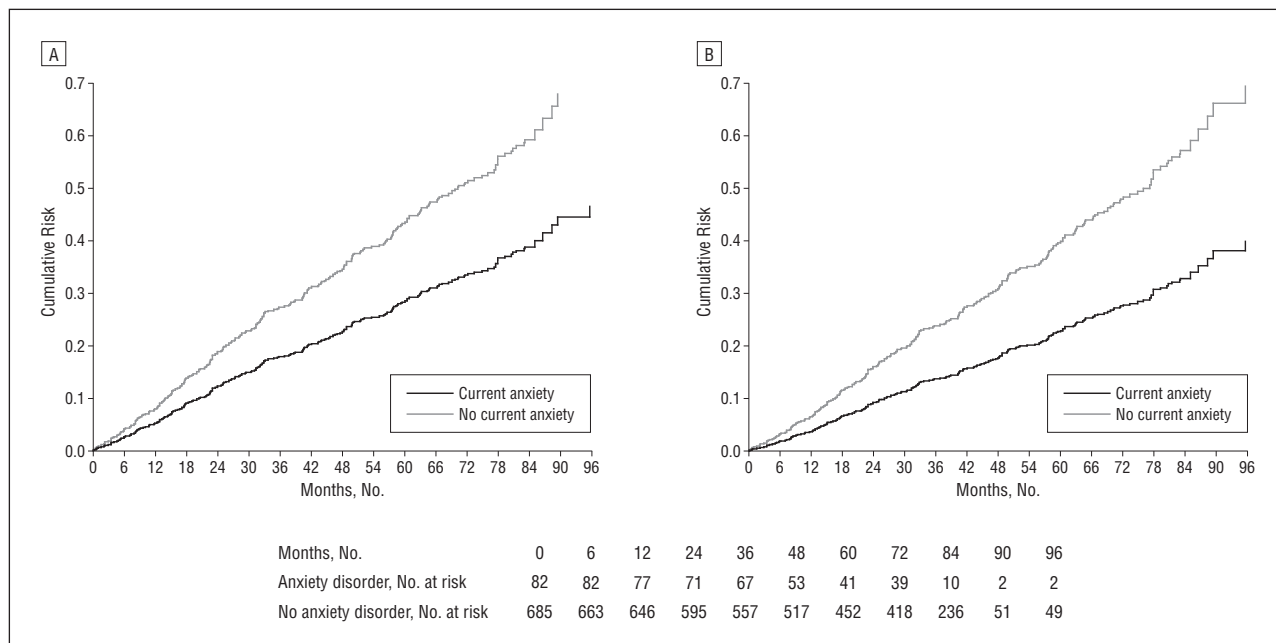 A
0.7
0.6
0.5
0.4
0.3
0.2
0.1
0.0
Cumulative Risk
0 6 12 18 24 30 36 42 48 54 60 66 72 78 84 90 96
Months, No.
Current anxiety
No current anxiety
B
0.7
0.6
0.5
0.4
0.3
0.2
0.1
0.0
Cumulative Risk
0 6 12 18 24 30 36 42 48 54 60 66 72 78 84 90 96
Months, No.
Current anxiety
No current anxiety
Months, No. 0 6 12 24 36 48 60 72 84 90 96
Anxiety disorder, No. at risk 82 82 77 71 67 53 41 39 10 2 2
No anxiety disorder, No. at risk 685 663 646 595 557 517 452 418 236 51 49